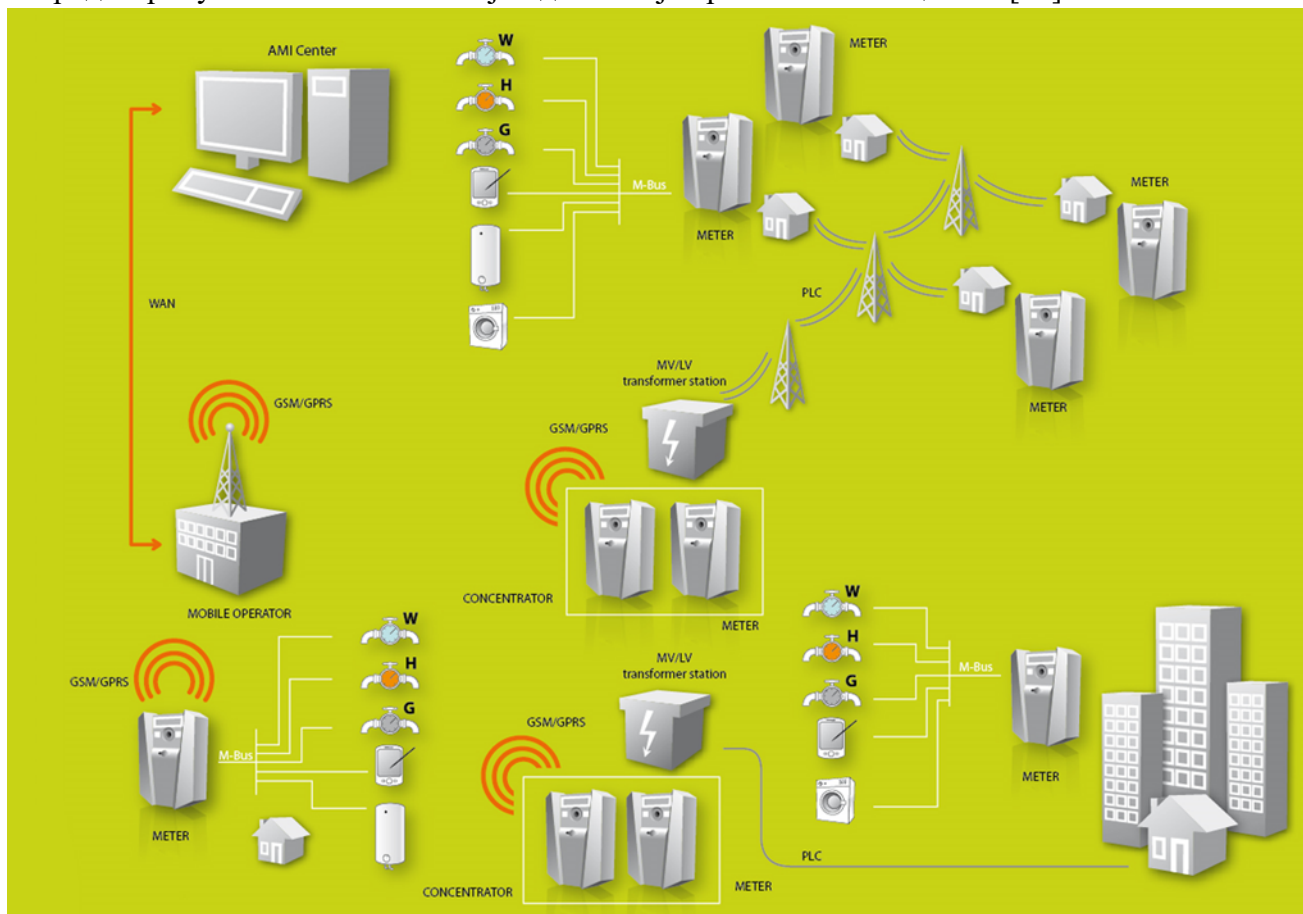 AMI Center
W
H
G
M-Bus
METER
METER
METER
METER
PLC
WAN
MV/LV
transformer station
GSM/GPRS
GSM/GPRS
CONCENTRATOR
METER
MOBILE OPERATOR
W
H
G
M-Bus
GSM/GPRS
METER
MV/LV
transformer station
GSM/GPRS
CONCENTRATOR
METER
W
H
G
M-Bus
METER
PLC